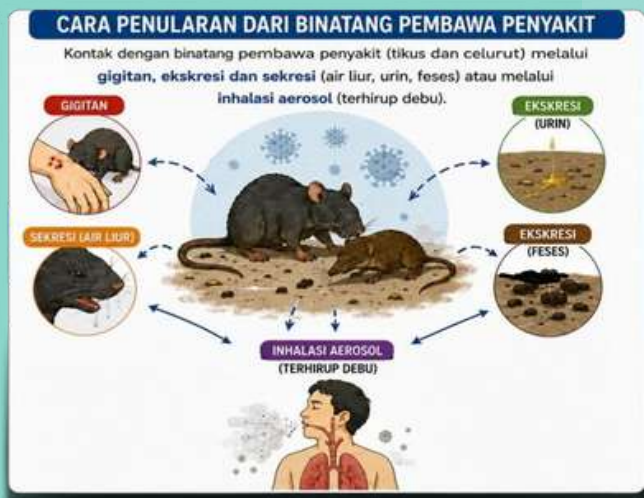 CARA PENULARAN DARI BINATANG PEMBAWA PENYAKIT
Kontak dengan binatang pembawa penyakit (tikus dan celurut) melalui
gigitan, ekskresi dan sekresi (air liur, urin, feses) atau melalui
inhalasi aerosol (terhirup debu).
GIGITAN
EKSKRESI
(URIN)
SEKRESI (AIR LIUR)
EKSKRESI
(FESES)
INHALASI AEROSOL
(TERHIRUP DEBU)